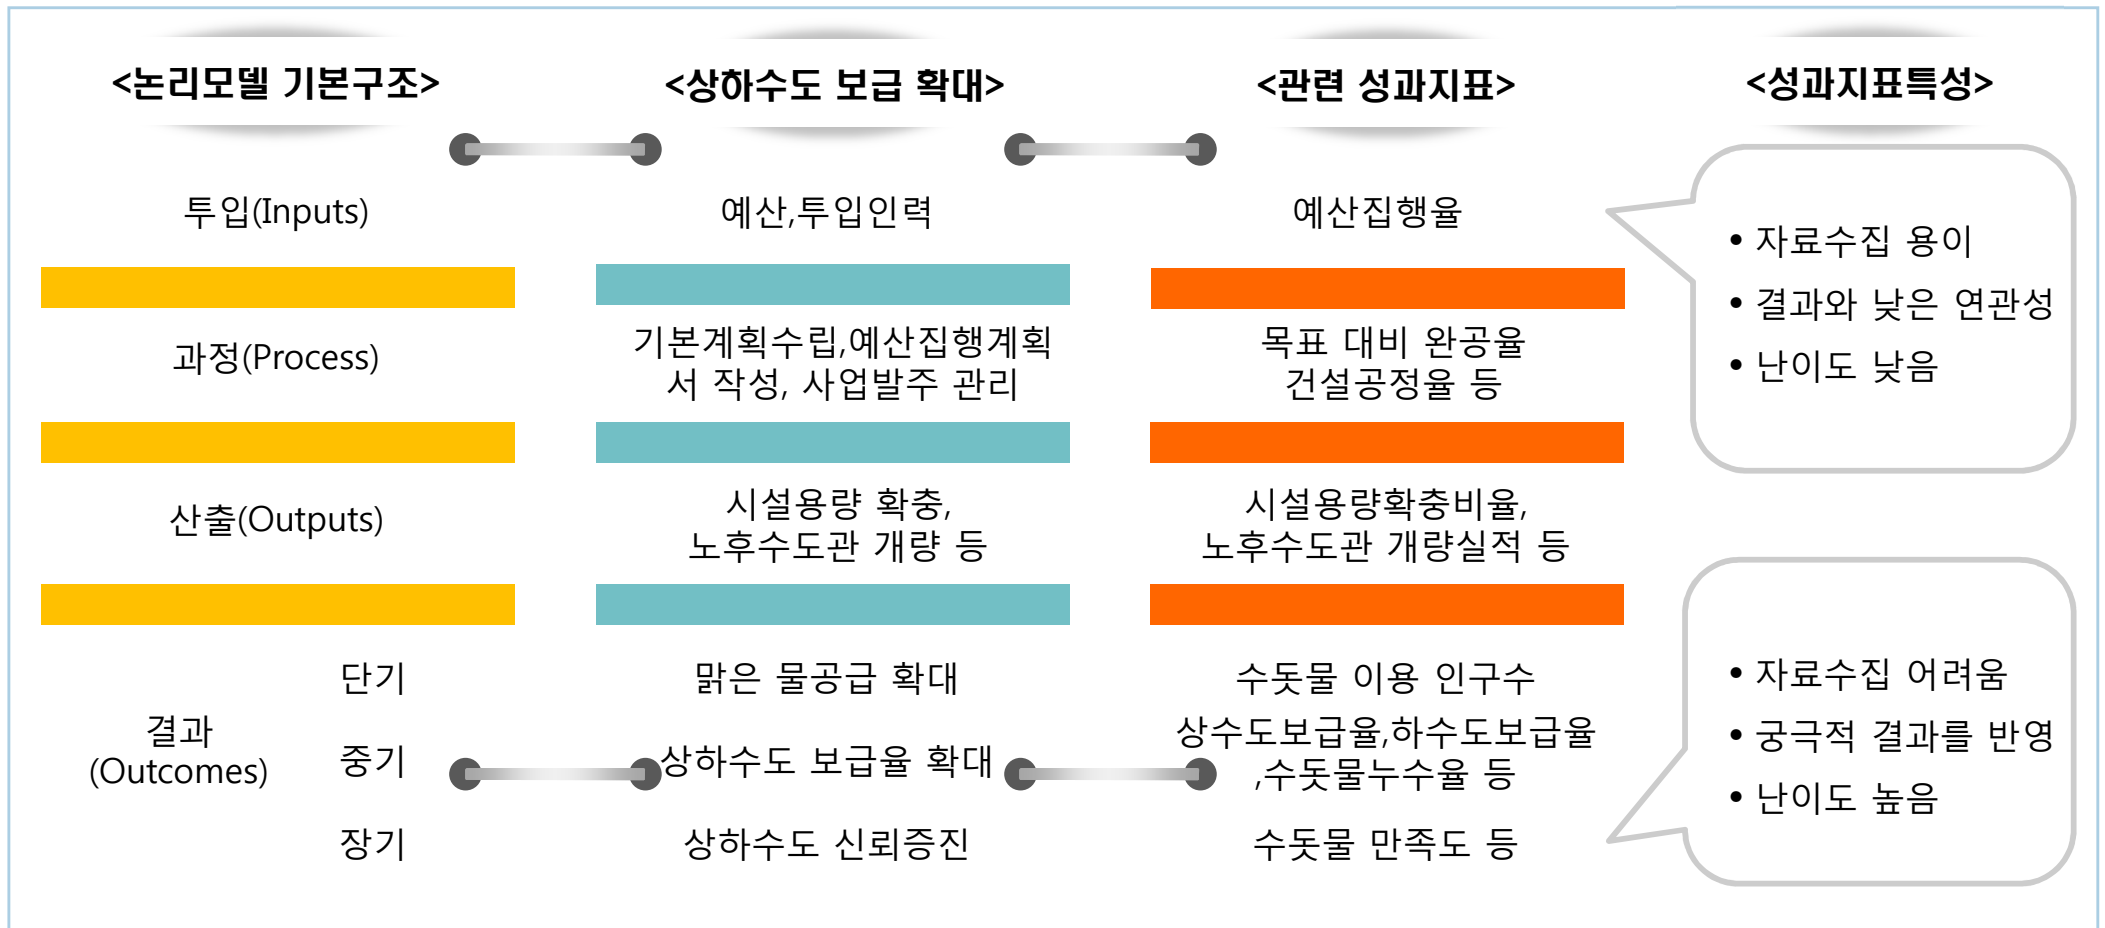 <논리모델 기본구조>
<상하수도 보급 확대>
<관련 성과지표>
<성과지표특성>
투입(Inputs)
예산,투입인력
예산집행율
과정(Process)
기본계획수립,예산집행계획
서 작성, 사업발주 관리
목표 대비 완공율
건설공정율 등
산출(Outputs)
시설용량 확충,
노후수도관 개량 등
시설용량확충비율,
노후수도관 개량실적 등
결과
(Outcomes)
단기
맑은 물공급 확대
수돗물 이용 인구수
중기
상하수도 보급율 확대
상수도보급율,하수도보급율
,수돗물누수율 등
장기
상하수도 신뢰증진
수돗물 만족도 등
• 자료수집 용이
• 결과와 낮은 연관성
• 난이도 낮음
• 자료수집 어려움
• 궁극적 결과를 반영
• 난이도 높음